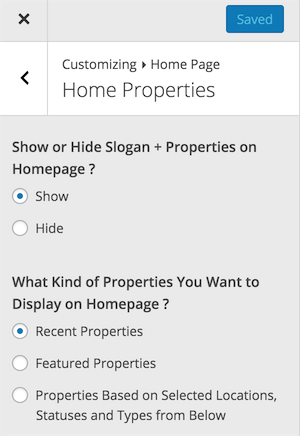 Saved
Customizing ▸ Home Page
Home Properties
Show or Hide Slogan + Properties on
Homepage ?
Show
Hide
What Kind of Properties You Want to
Display on Homepage ?
Recent Properties
Featured Properties
Properties Based on Selected Locations,
Statuses and Types from Below